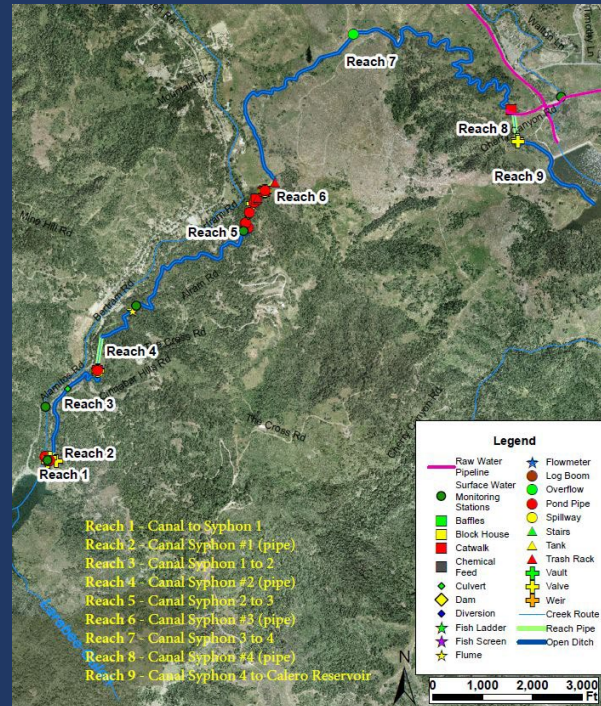 Reach 7
Reach 8
Reach 9
Reach 6
Reach 5
Reach 4
Reach 3
Reach 2
Reach 1
Mine Hill Rd
Bertram Rd
Alamitos Rd
The Cross Rd
Reach 1 - Canal to Syphon 1
Reach 2 - Canal Syphon #1 (pipe)
Reach 3 - Canal Syphon 1 to 2
Reach 4 - Canal Syphon #2 (pipe)
Reach 5 - Canal Syphon 2 to 3
Reach 6 - Canal Syphon #3 (pipe)
Reach 7 - Canal Syphon 3 to 4
Reach 8 - Canal Syphon #4 (pipe)
Reach 9 - Canal Syphon 4 to Calero Reservoir
Legend
Raw Water
Pipeline
Surface Water
Monitoring
Stations
Baffles
Block House
Catwalk
Chemical
Feed
Culvert
Dam
Diversion
Fish Ladder
Fish Screen
Flume
Flowmeter
Log Boom
Overflow
Pond Pipe
Spillway
Stairs
Tank
Trash Rack
Vault
Valve
Weir
Creek Route
Reach Pipe
Open Ditch
N
0 1,000 2,000 3,000
Ft